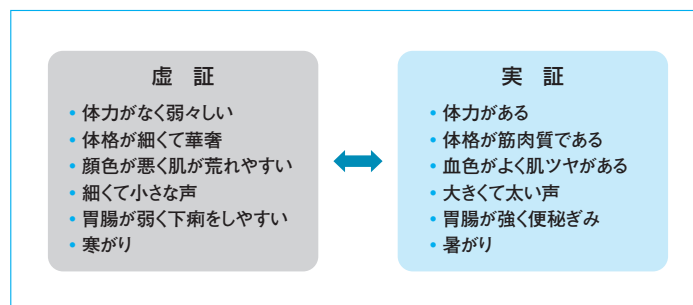 虚 証
• 体力がなく弱々しい
• 体格が細くて華奢
• 顔色が悪く肌が荒れやすい
• 細くて小さな声
• 胃腸が弱く下痢をしやすい
• 寒がり
実 証
• 体力がある
• 体格が筋肉質である
• 血色がよく肌ツヤがある
• 大きくて太い声
• 胃腸が強く便秘ぎみ
• 暑がり